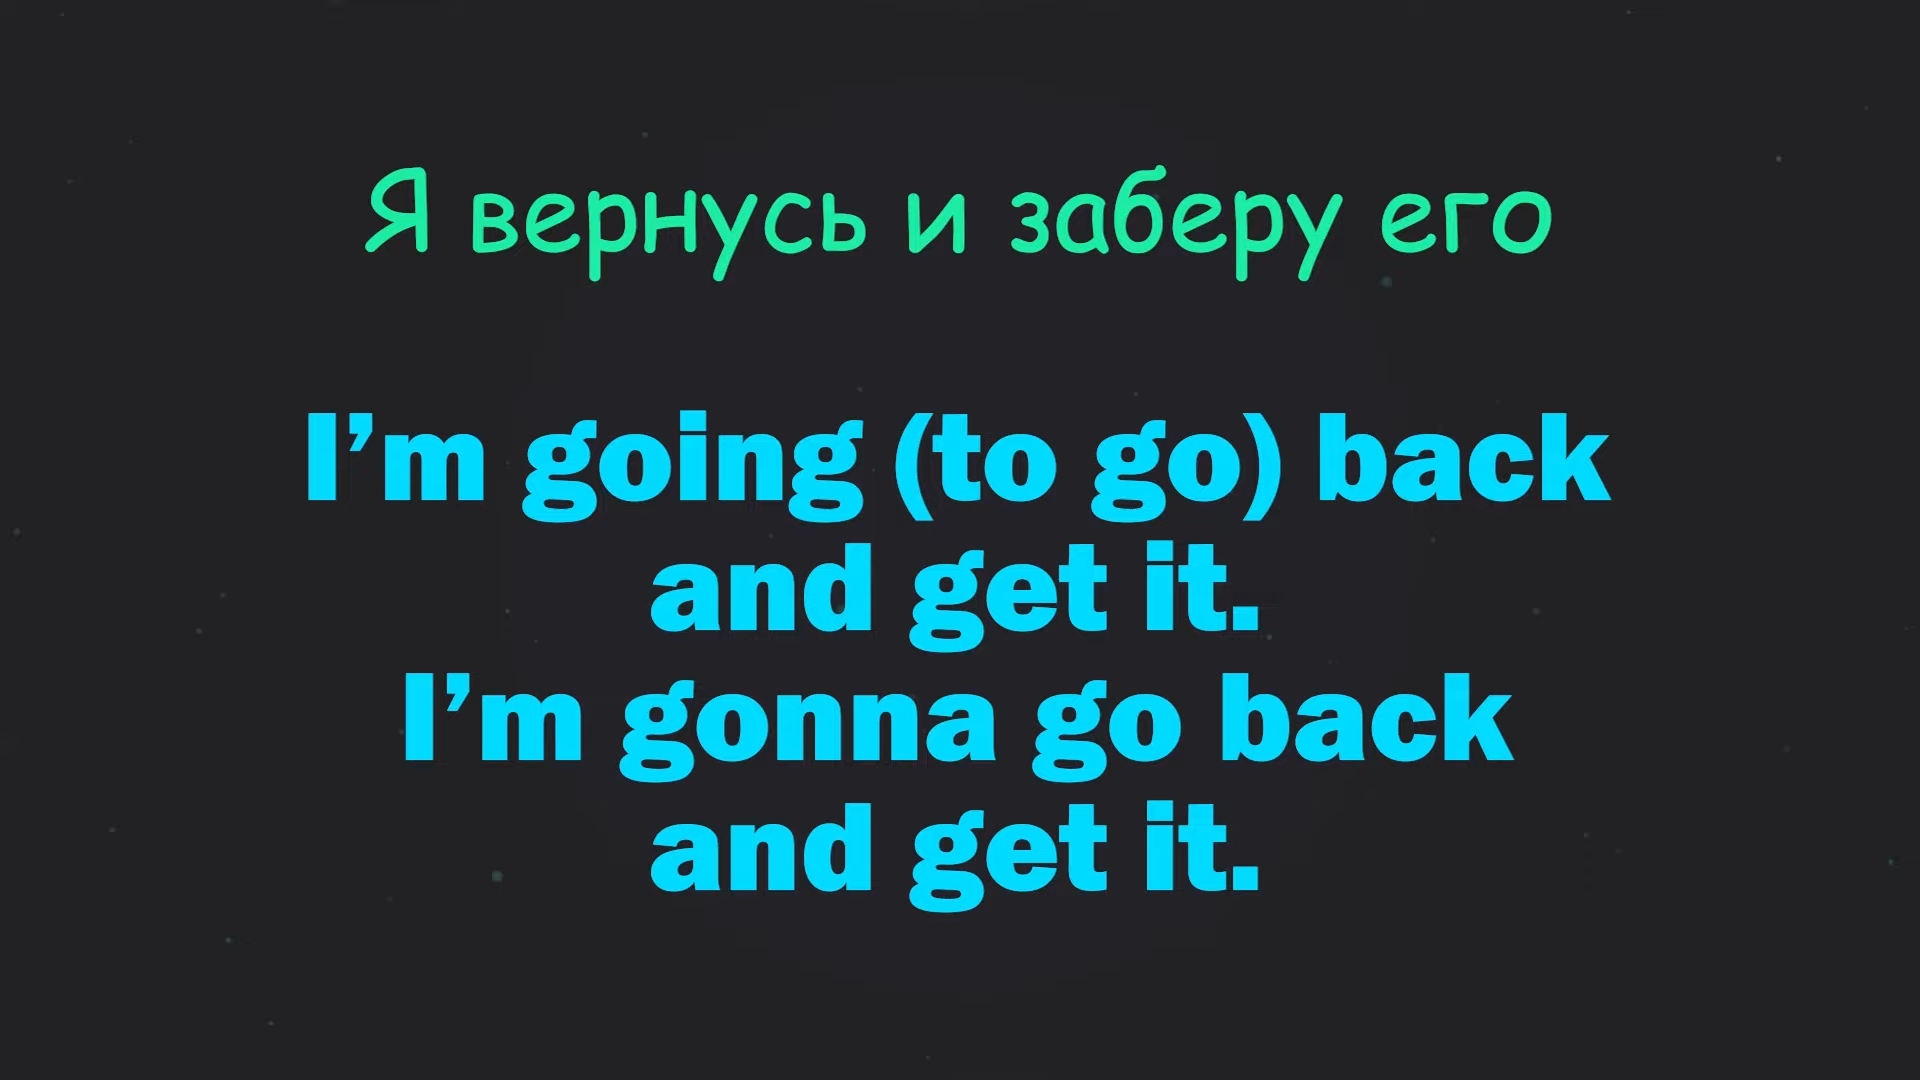 Я вернусь и заберу его
I’m going (to go) back
and get it.
I’m gonna go back
and get it.